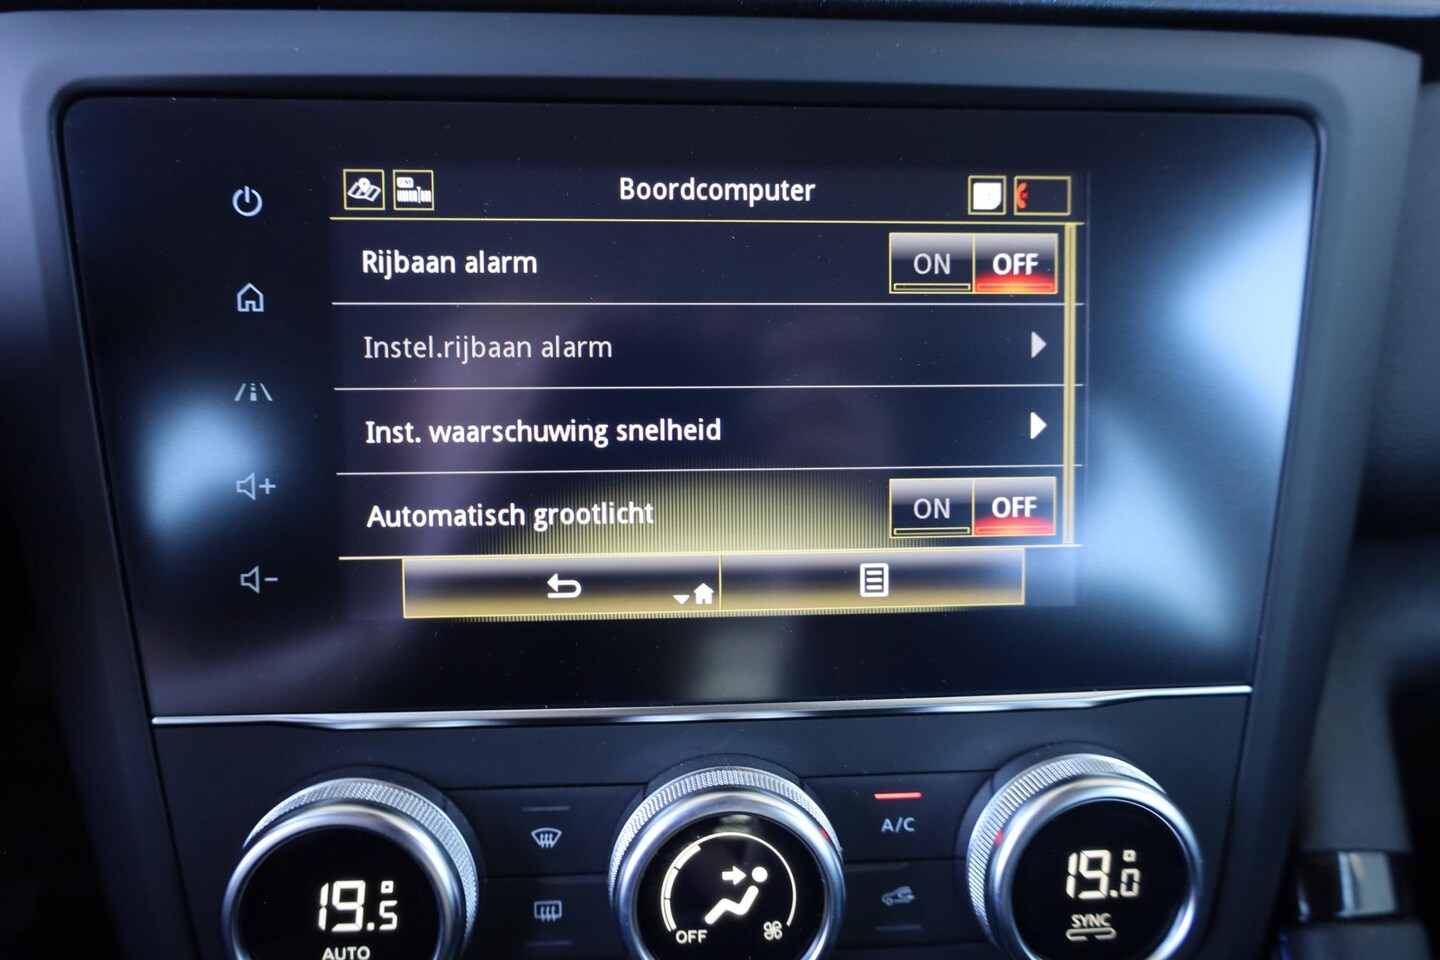 Boordcomputer
Rijbaan alarm ON OFF
Instel.rijbaan alarm
Inst. waarschuwing snelheid
Automatisch grootlicht ON OFF
A/C
19.5
AUTO
OFF
19.0
SYNC